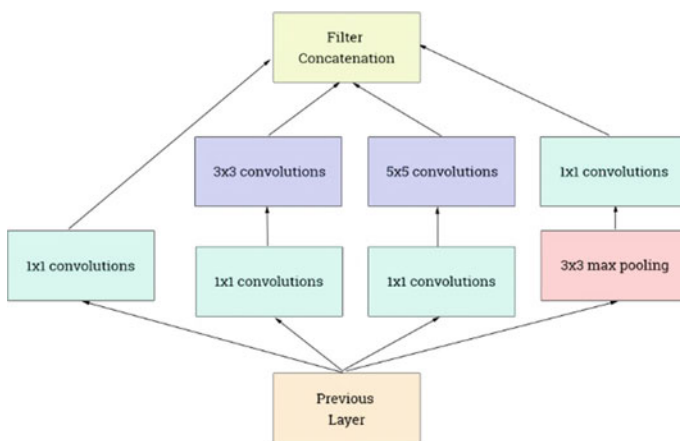 Filter
Concatenation
3x3 convolutions
5x5 convolutions
1x1 convolutions
1x1 convolutions
1x1 convolutions
1x1 convolutions
3x3 max pooling
Previous
Layer